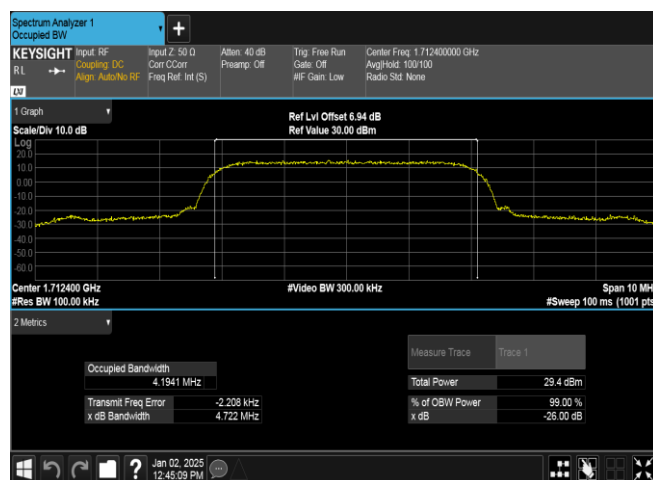 Spectrum Analyzer 1
Occupied BW
KEYSIGHT
R L
LXI
Input: RF
Coupling: DC
Align: Auto/No RF
Input Z: 50 Ω
Corr CCorr
Freq Ref: Int (S)
Atten: 40 dB
Preamp: Off
Trig: Free Run
Gate: Off
#IF Gain: Low
Center Freq: 1.712400000 GHz
Avg|Hold: 100/100
Radio Std: None
1 Graph
Scale/Div 10.0 dB
Ref Lvl Offset 6.94 dB
Ref Value 30.00 dBm
Log
20.0
10.0
0.00
-10.0
-20.0
-30.0
-40.0
-50.0
-60.0
Center 1.712400 GHz
#Res BW 100.00 kHz
#Video BW 300.00 kHz
Span 10 MH
#Sweep 100 ms (1001 pts
2 Metrics
Measure Trace Trace 1
Occupied Bandwidth
4.1941 MHz
Total Power 29.4 dBm
Transmit Freq Error -2.208 kHz
% of OBW Power 99.00 %
x dB Bandwidth 4.722 MHz
x dB -26.00 dB
?
Jan 02, 2025
12:45:09 PM